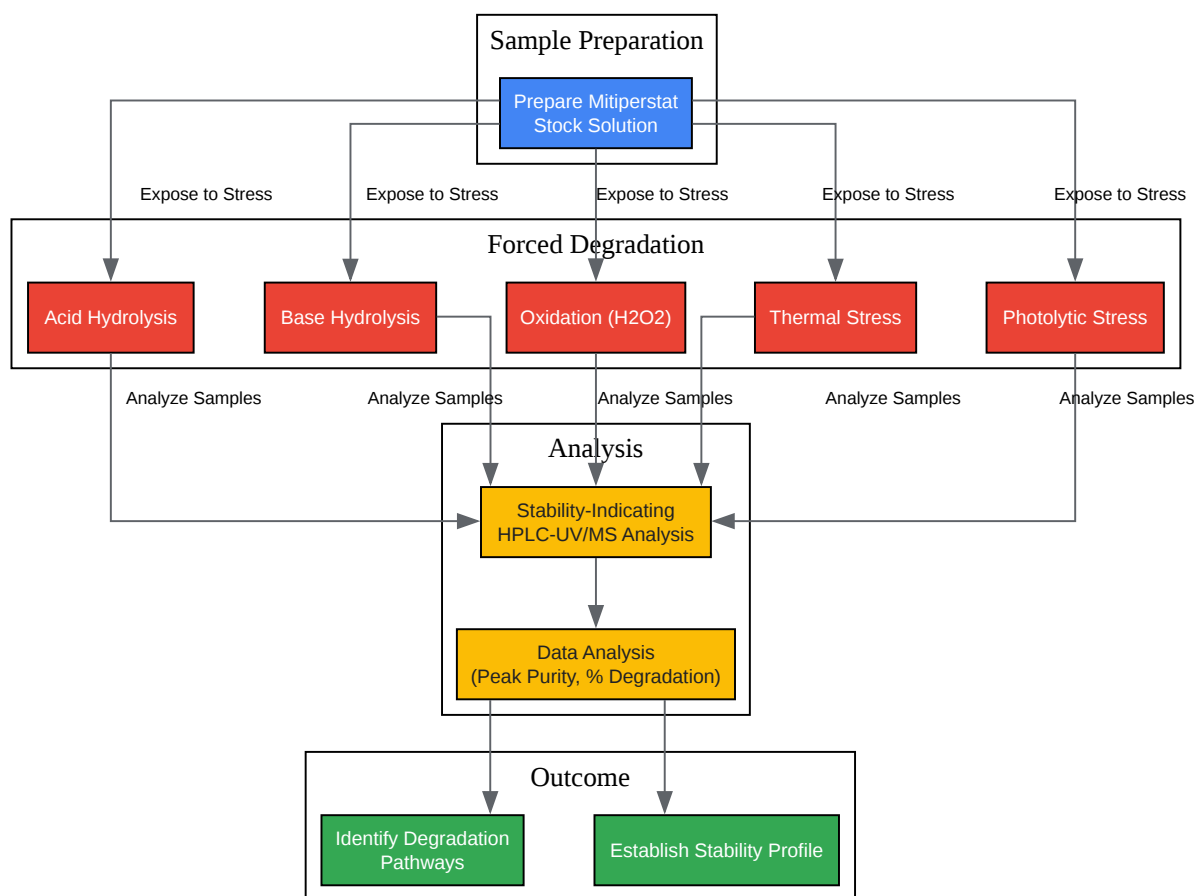 Sample Preparation
Prepare Mitiperstat
Stock Solution
Expose to Stress
Expose to Stress
Expose to Stress
Expose to Stress
Expose to Stress
Forced Degradation
Acid Hydrolysis
Base Hydrolysis
Oxidation (H2O2)
Thermal Stress
Photolytic Stress
Analyze Samples
Analyze Samples
Analyze Samples
Analyze Samples
Analyze Samples
Analysis
Stability-Indicating
HPLC-UV/MS Analysis
Data Analysis
(Peak Purity, % Degradation)
Outcome
Identify Degradation
Pathways
Establish Stability Profile